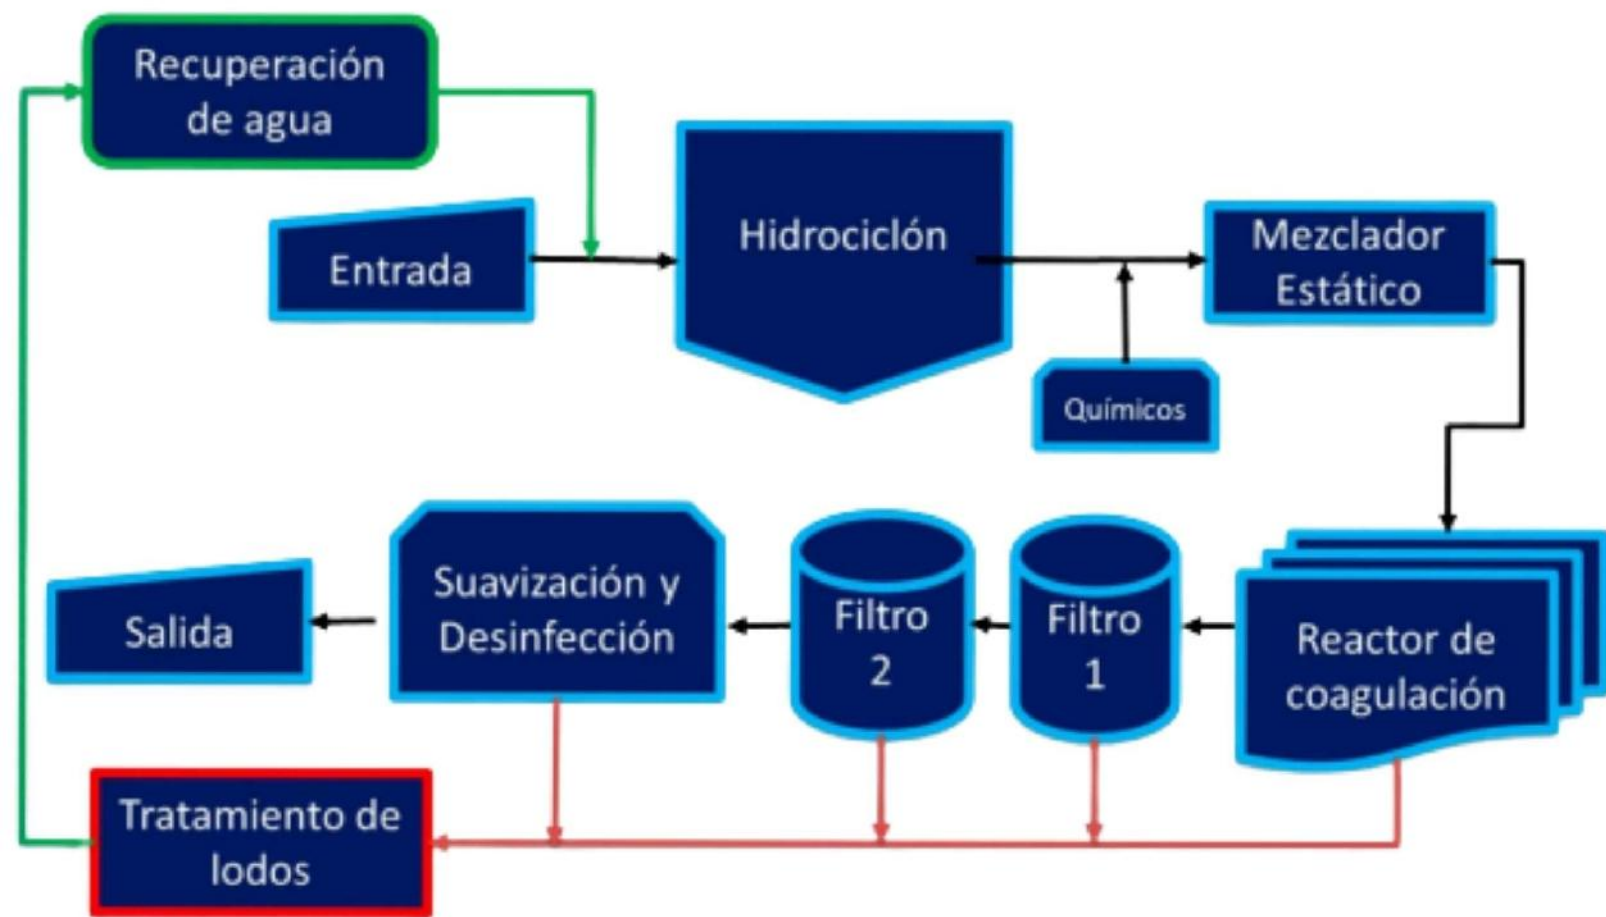 Recuperación
de agua
Entrada
Hidrociclón
Mezclador
Estático
Químicos
Salida
Suavización y
Desinfección
Filtro
2
Filtro
1
Reactor de
coagulación
Tratamiento de
lodos